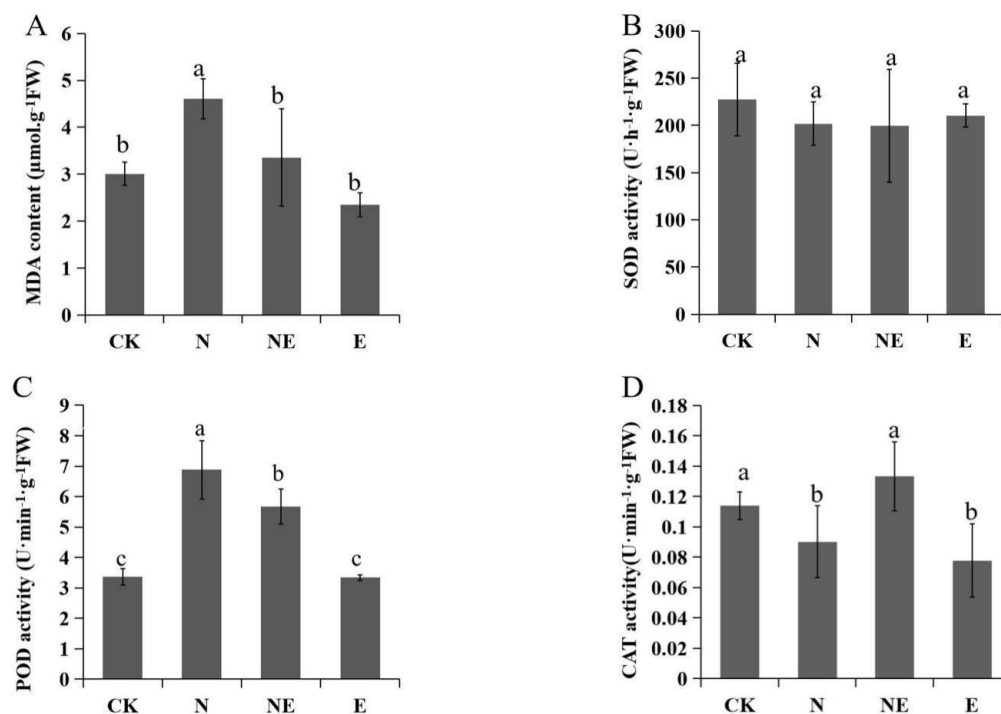 A
MDA content (μmol.g⁻¹FW)
6
5
4
3
2
1
0
b
a
b
b
CK N NE E
B
SOD activity (U·h⁻¹·g⁻¹FW)
300
250
200
150
100
50
0
a
a
a
a
CK N NE E
C
POD activity (U·min⁻¹·g⁻¹FW)
9
8
7
6
5
4
3
2
1
0
c
a
b
c
CK N NE E
D
CAT activity(U·min⁻¹·g⁻¹FW)
0.18
0.16
0.14
0.12
0.1
0.08
0.06
0.04
0.02
0
a
b
a
b
CK N NE E